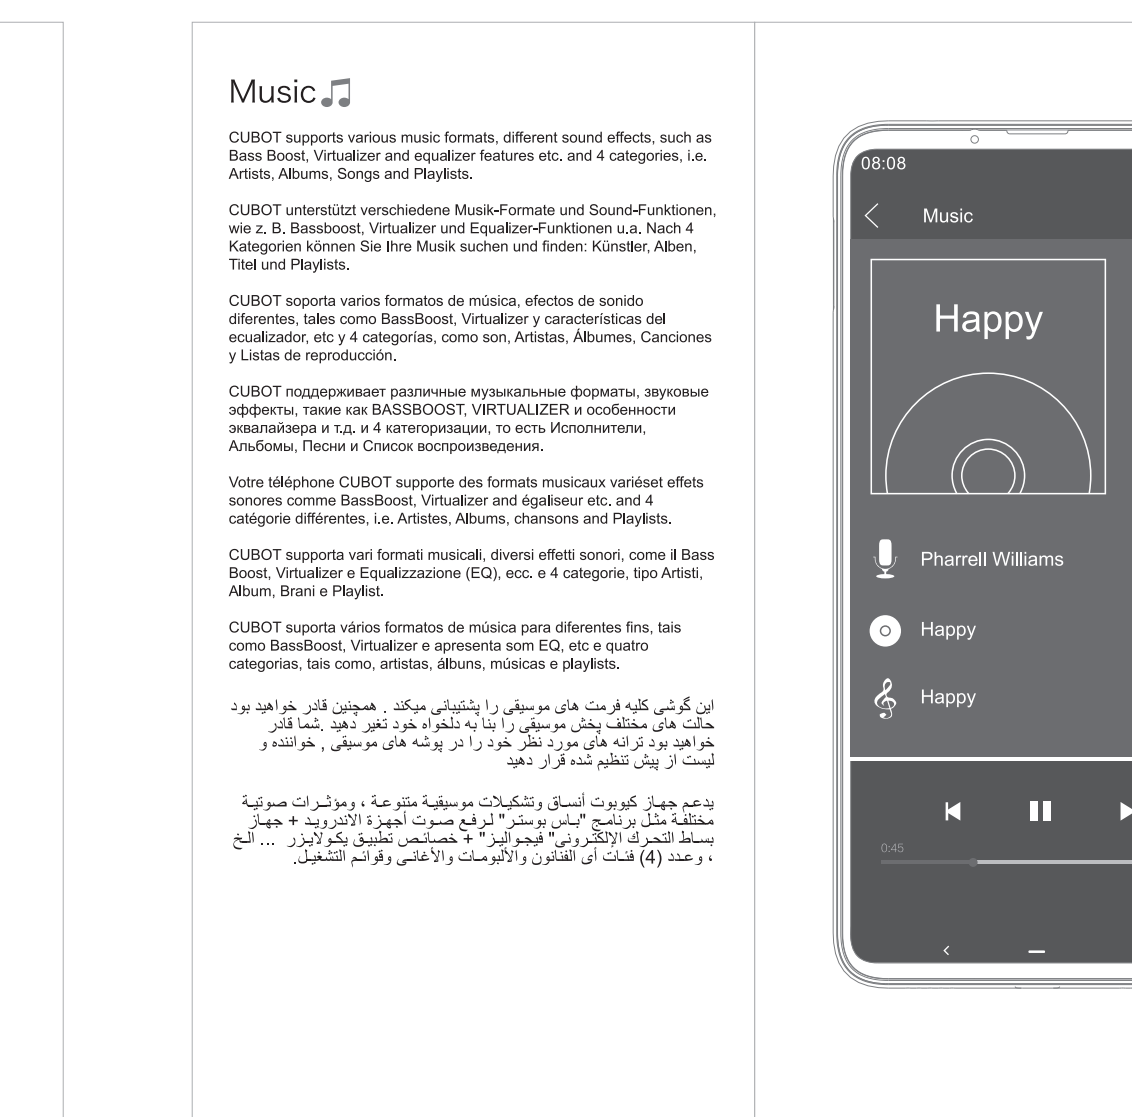 Music
CUBOT supports various music formats, different sound effects, such as
Bass Boost, Virtualizer and equalizer features etc. and 4 categories, i.e.
Artists, Albums, Songs and Playlists.
CUBOT unterstützt verschiedene Musik-Formate und Sound-Funktionen,
wie z. B. Bassboost, Virtualizer und Equalizer-Funktionen u.a. Nach 4
Kategorien können Sie Ihre Musik suchen und finden: Künstler, Alben,
Titel und Playlists.
CUBOT soporta varios formatos de música, efectos de sonido
diferentes, tales como BassBoost, Virtualizer y características del
ecualizador, etc y 4 categorías, como son, Artistas, Álbumes, Canciones
y Listas de reproducción.
CUBOT поддерживает различные музыкальные форматы, звуковые
эффекты, такие как BASSBOOST, VIRTUALIZER и особенности
эквалайзера и т.д. и 4 категоризации, то есть Исполнители,
Альбомы, Песни и Список воспроизведения.
Votre téléphone CUBOT supporte des formats musicaux variéset effets
sonores comme BassBoost, Virtualizer and égaliseur etc. and 4
catégorie différentes, i.e. Artistes, Albums, chansons and Playlists.
CUBOT supporta vari formati musicali, diversi effetti sonori, come il Bass
Boost, Virtualizer e Equalizzazione (EQ), ecc. e 4 categorie, tipo Artisti,
Album, Brani e Playlist.
CUBOT suporta vários formatos de música para diferentes fins, tais
como BassBoost, Virtualizer e apresenta som EQ, etc e quatro
categorias, tais como, artistas, álbuns, músicas e playlists.
این گوشی کلیه فرمت های موسیقی را پشتیبانی میکند . همچنین قادر خواهید بود
حالت های مختلف پخش موسیقی را بنا به دلخواه خود تغیر دهید .شما قادر
خواهید بود ترانه های مورد نظر خود را در پوشه های موسیقی , خواننده و
لیست از پیش تنظیم شده قرار دهید
يدعم جهاز كيوبوت أنساق وتشكيلات موسيقية متنوعة ، ومؤثرات صوتية
مختلفة مثل برنامج "باس بوستر" لرفع صوت أجهزة الاندرويد + جهاز
بساط التحرك الإلكترونى" فيجواليز" + خصائص تطبيق يكولايزر ... الخ
، وعدد (4) فئات أى الفنانون والألبومات والأغانى وقوائم التشغيل.
08:08
Music
Happy
Pharrell Williams
Happy
Happy
0:45